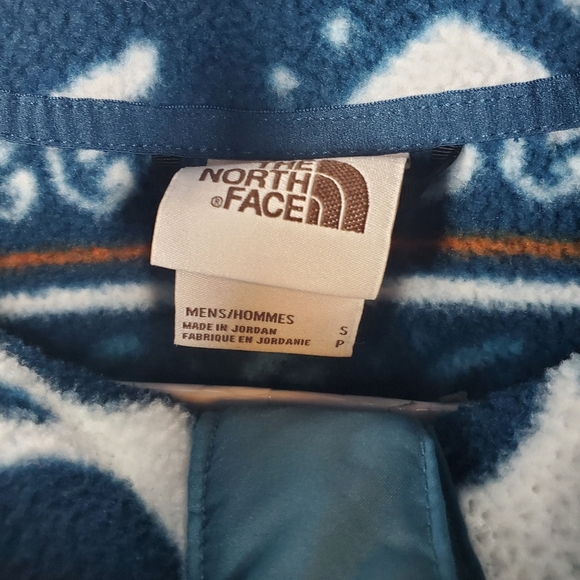 THE
NORTH
®FACE
MENS/HOMMES
MADE IN JORDAN S
FABRIQUE EN JORDANIE P